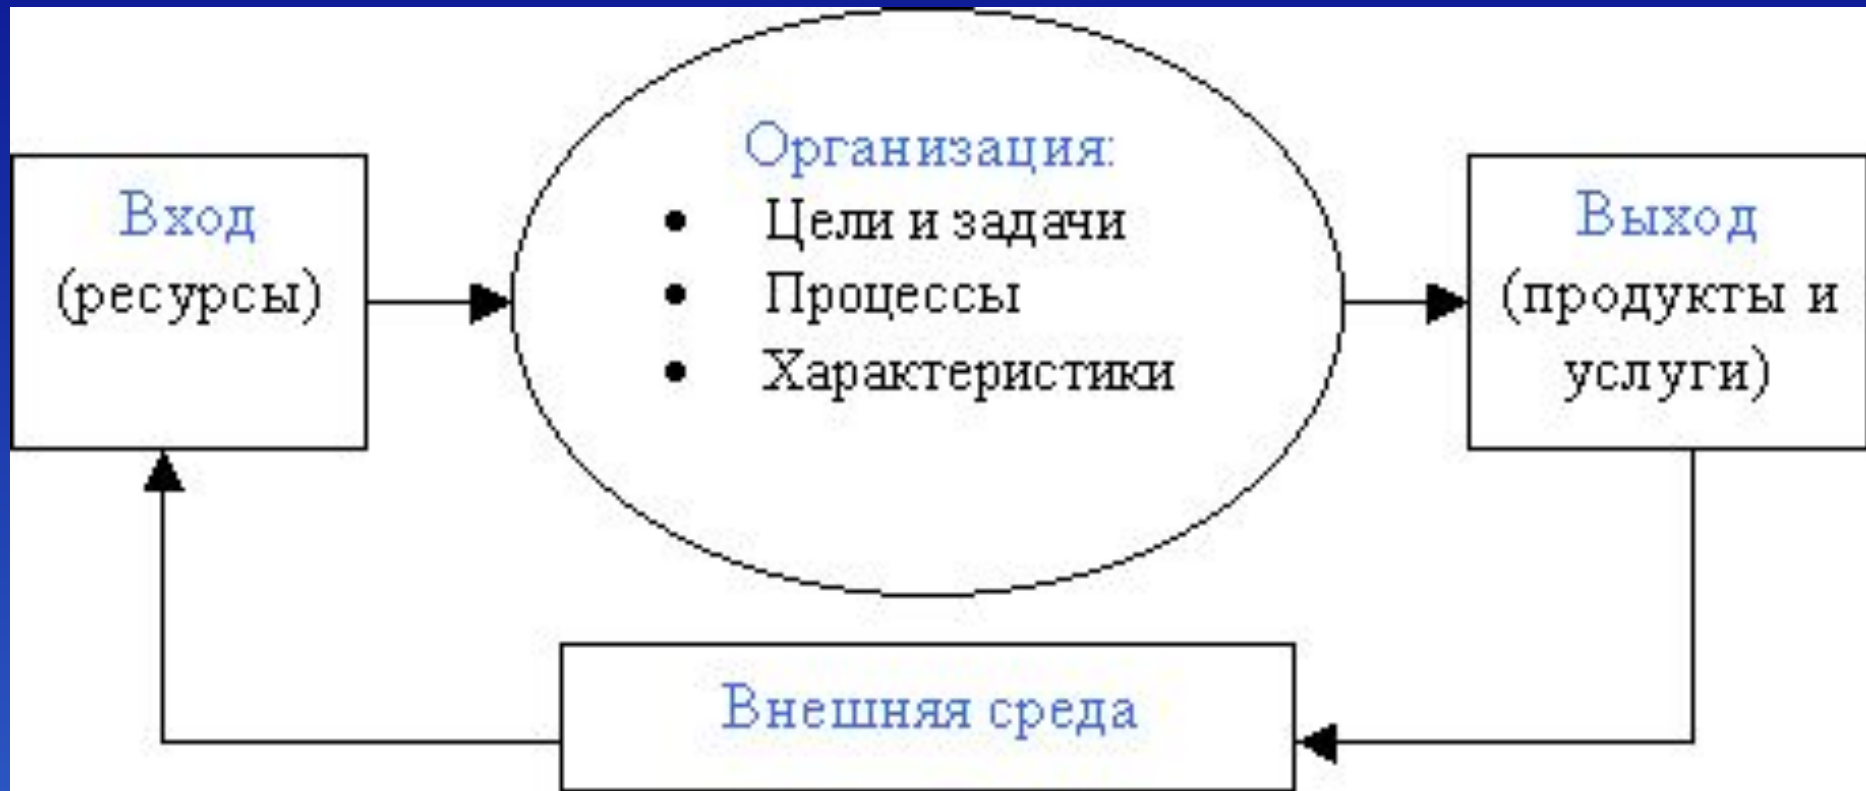 Вход
(ресурсы)
Организация:
• Цели и задачи
• Процессы
• Характеристики
Выход
(продукты и
услуги)
Внешняя среда